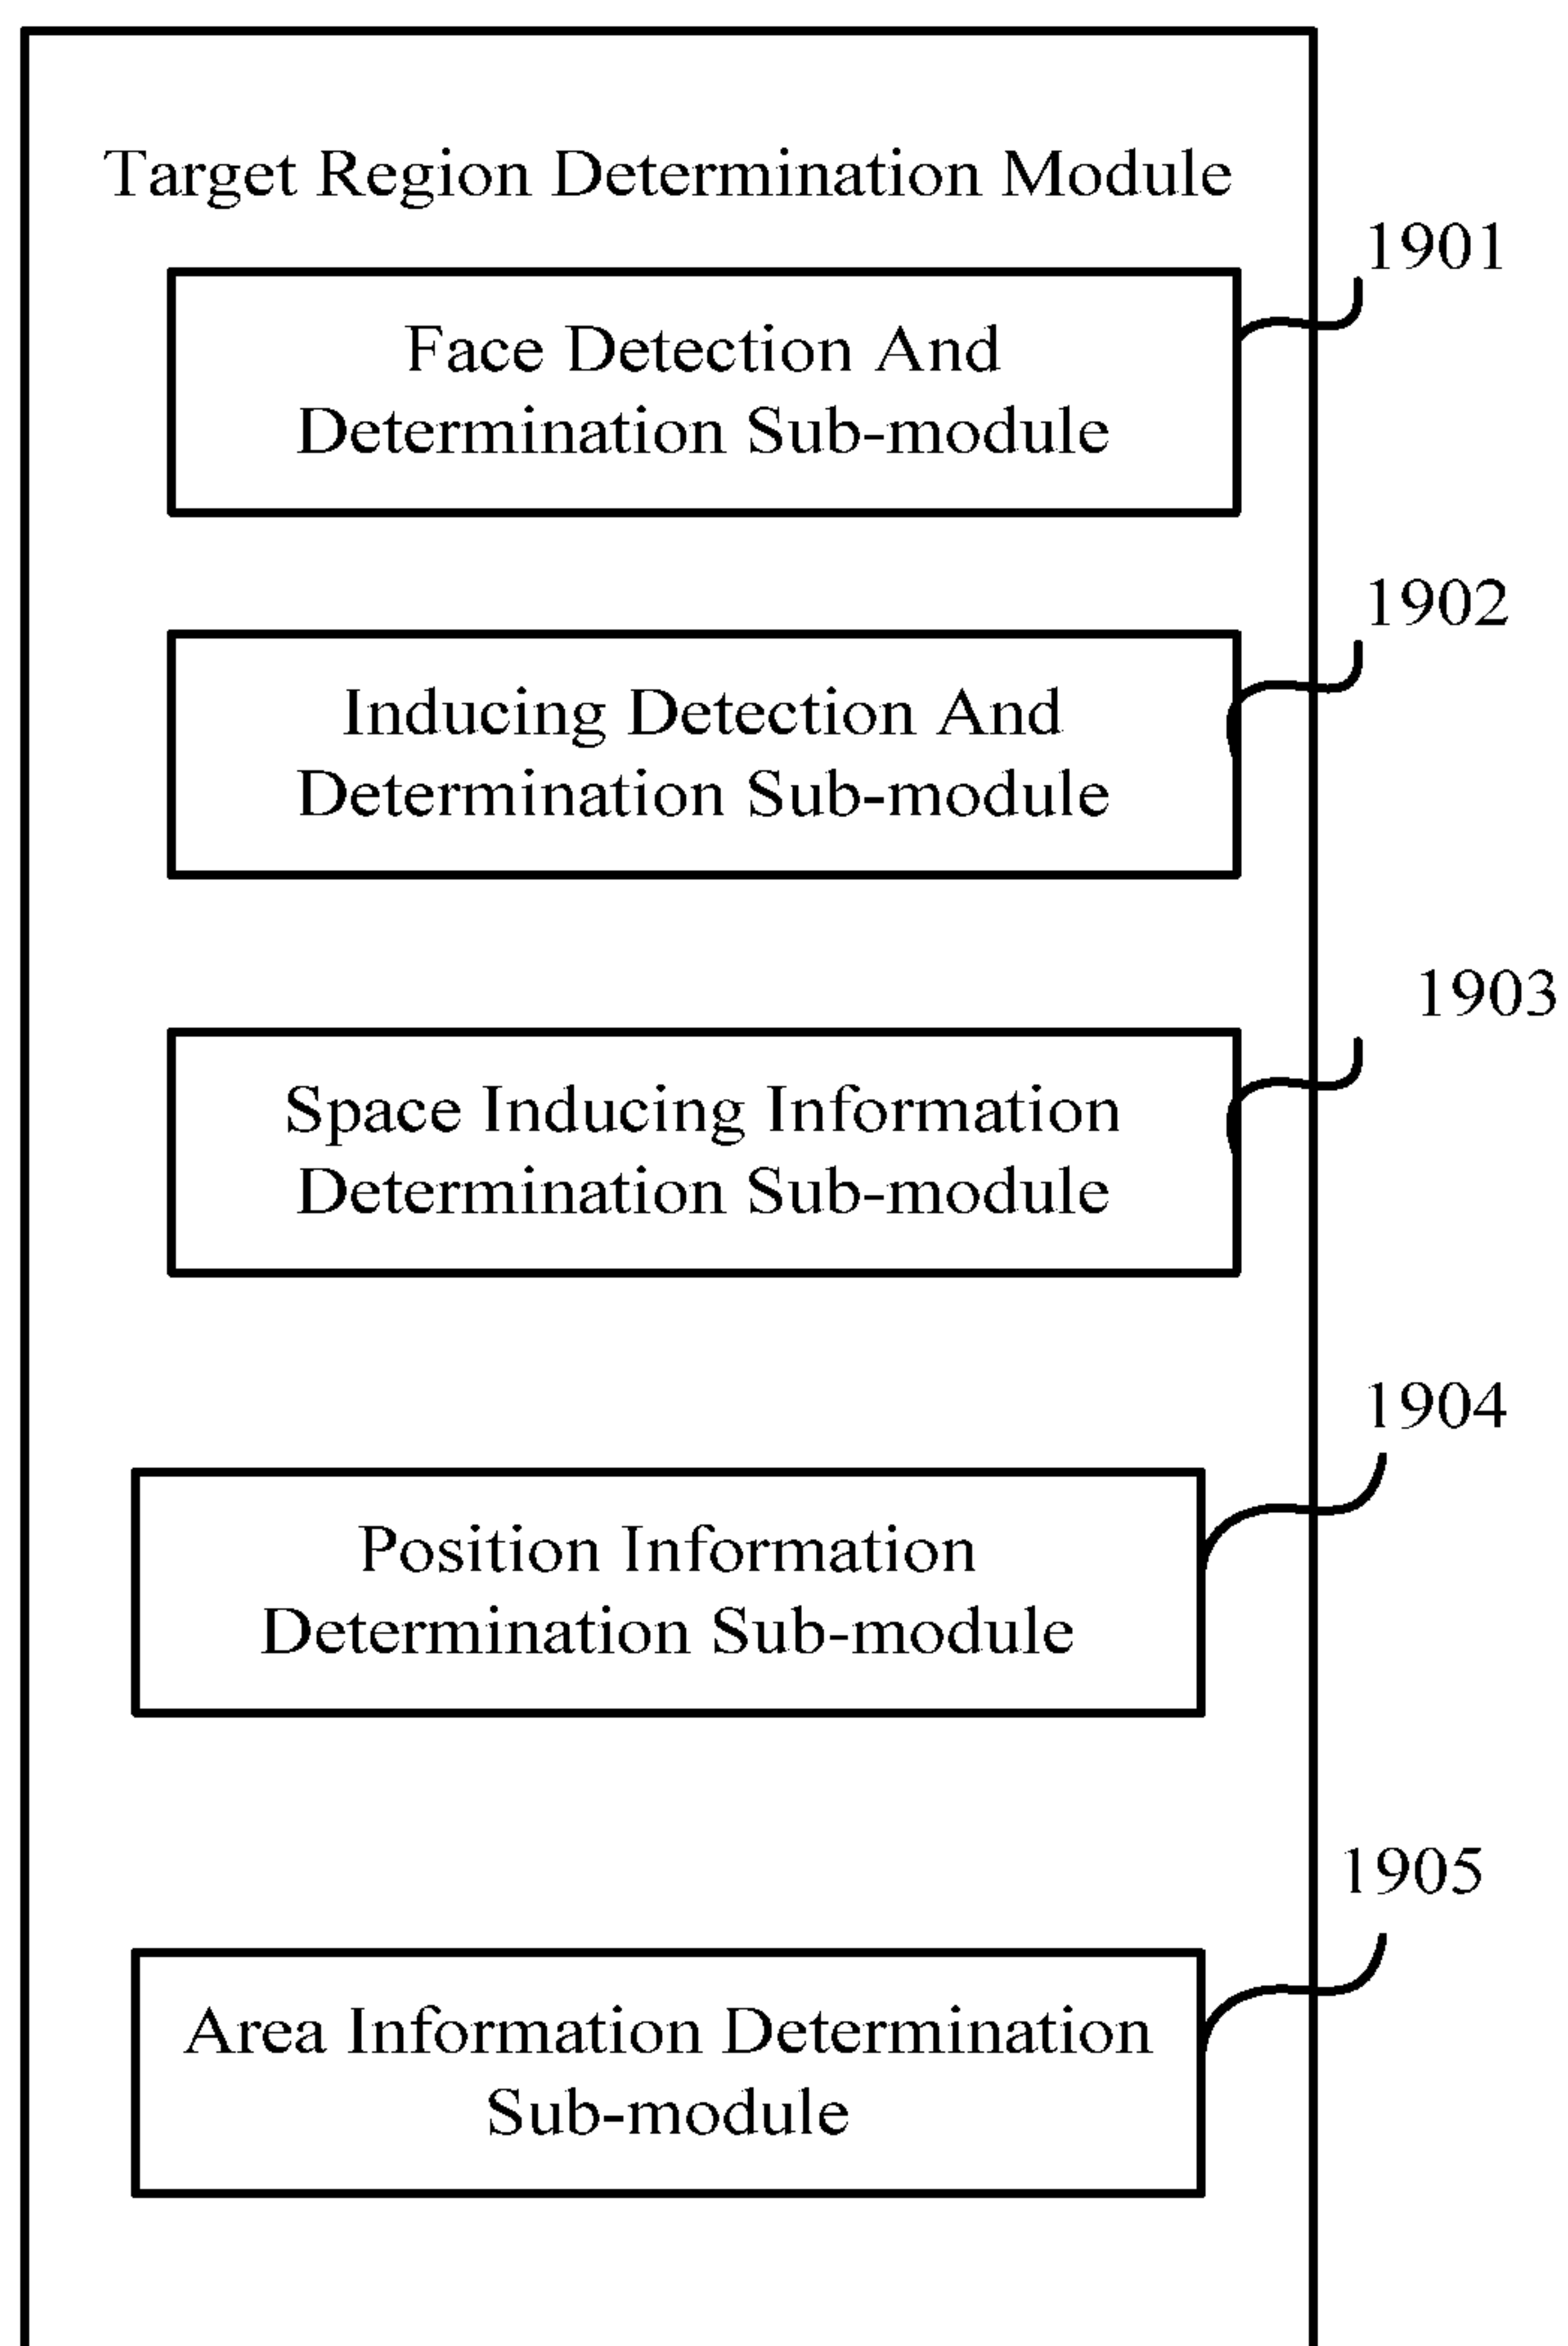 Target Region Determination Module
1901
Face Detection And
Determination Sub-module
1902
Inducing Detection And
Determination Sub-module
1903
Space Inducing Information
Determination Sub-module
1904
Position Information
Determination Sub-module
1905
Area Information Determination
Sub-module